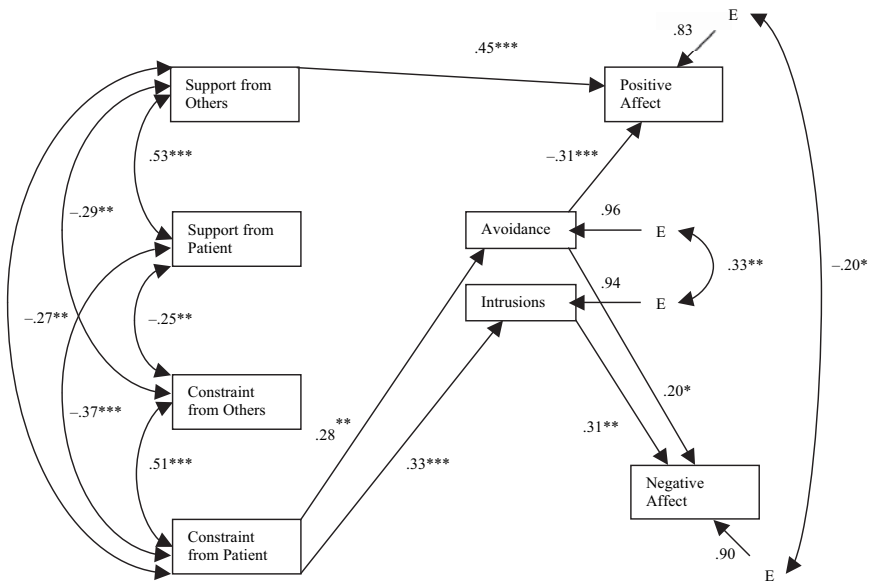 E
.83
.45***
Support from
Others
Positive
Affect
–.31***
.53***
–.29**
Support from
Patient
Avoidance
.96
E
.33**
–.20*
.94
Intrusions
E
–.27**
–.25**
Constraint
from Others
–.37***
.20*
.28**
.31**
.51***
.33***
Negative
Affect
Constraint
from Patient
.90
E